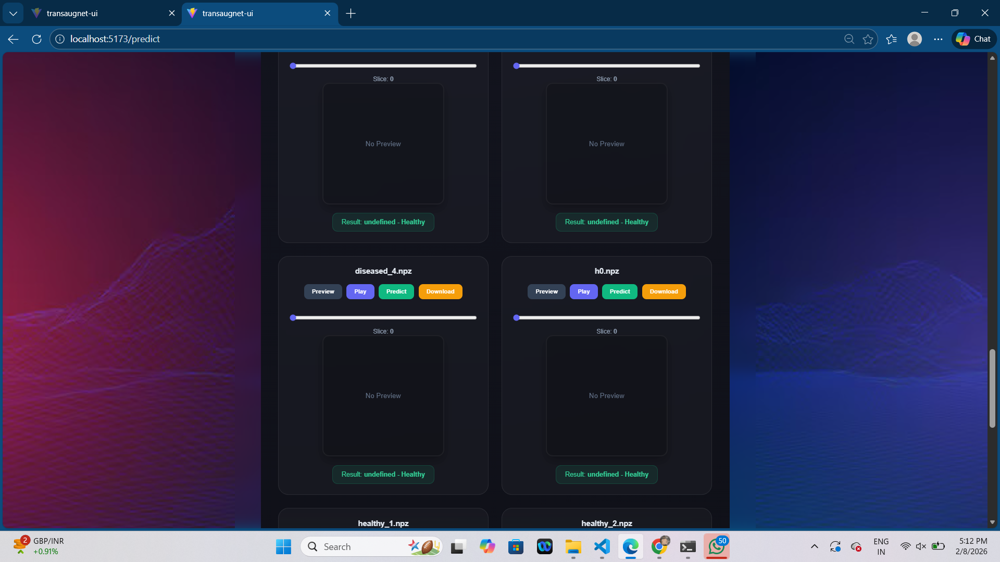 transaugnet-ui
transaugnet-ui
localhost:5173/predict
Chat
Slice: 0
No Preview
Result: undefined - Healthy
Slice: 0
No Preview
Result: undefined - Healthy
diseased_4.npz
Preview Play Predict Download
Slice: 0
No Preview
Result: undefined - Healthy
h0.npz
Preview Play Predict Download
Slice: 0
No Preview
Result: undefined - Healthy
healthy_1.npz
healthy_2.npz
2
GBP/INR
+0.91%
Search
50
ENG
IN
5:12 PM
2/8/2026